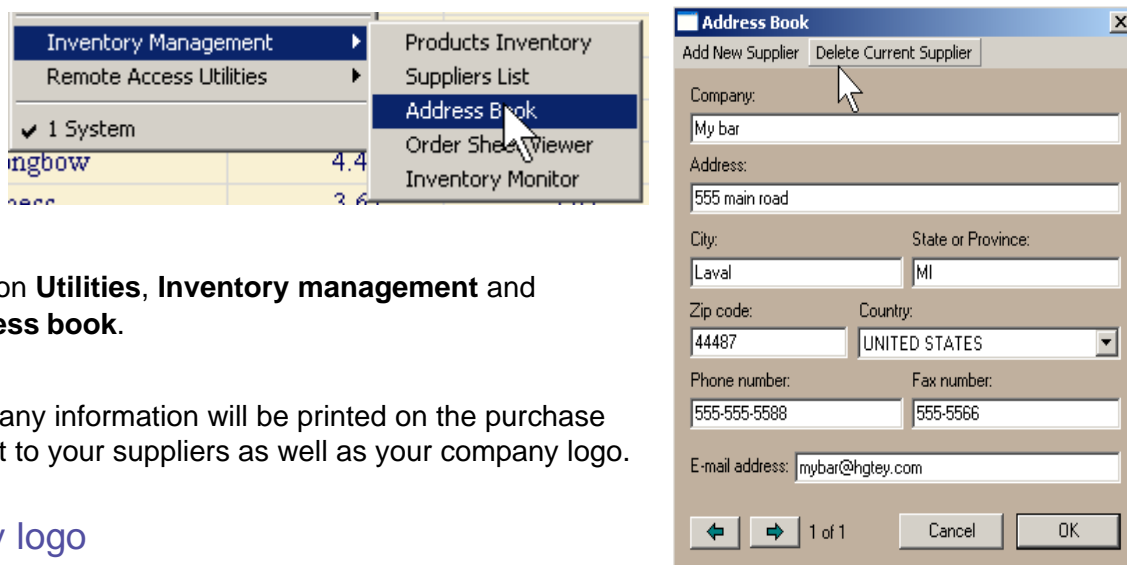 Inventory Management
Remote Access Utilities
✔ 1 System
Products Inventory
Suppliers List
Address Book
Order Sheet Viewer
Inventory Monitor
4.4
on Utilities, Inventory management and
ess book.
any information will be printed on the purchase
t to your suppliers as well as your company logo.
y logo
Address Book
Add New Supplier Delete Current Supplier
Company:
My bar
Address:
555 main road
City: State or Province:
Laval MI
Zip code: Country:
44487 UNITED STATES
Phone number: Fax number:
555-555-5588 555-5566
E-mail address: mybar@hgtey.com
1 of 1 Cancel OK